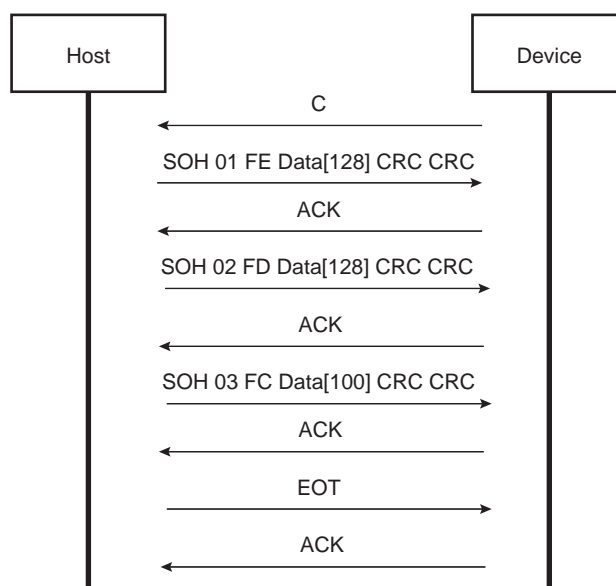 Host
Device
C
SOH 01 FE Data[128] CRC CRC
ACK
SOH 02 FD Data[128] CRC CRC
ACK
SOH 03 FC Data[100] CRC CRC
ACK
EOT
ACK